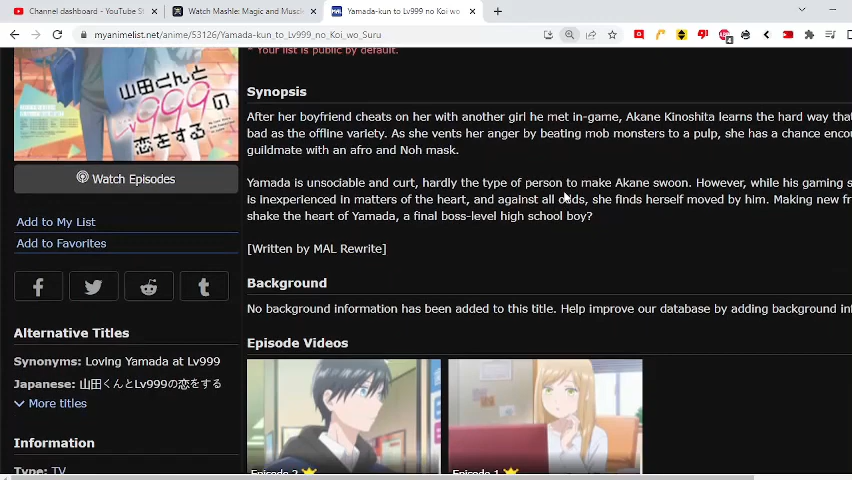 Channel dashboard - YouTube St
Watch Mashle: Magic and Muscle
Yamada-kun to Lv999 no Koi wo
myanimelist.net/anime/53126/Yamada-kun_to_Lv999_no_Koi_wo_Suru
4
Your list is public by default.
山田くんと
Lv999の
恋をする
Watch Episodes
Add to My List
Add to Favorites
Alternative Titles
Synonyms: Loving Yamada at Lv999
Japanese: 山田くんとLv999の恋をする
More titles
Information
Type: TV
Synopsis
After her boyfriend cheats on her with another girl he met in-game, Akane Kinoshita learns the hard way tha
bad as the offline variety. As she vents her anger by beating mob monsters to a pulp, she has a chance enco
guildmate with an afro and Noh mask.
Yamada is unsociable and curt, hardly the type of person to make Akane swoon. However, while his gaming s
is inexperienced in matters of the heart, and against all odds, she finds herself moved by him. Making new fr
shake the heart of Yamada, a final boss-level high school boy?
[Written by MAL Rewrite]
Background
No background information has been added to this title. Help improve our database by adding background in
Episode Videos
Episode 2
Episode 1